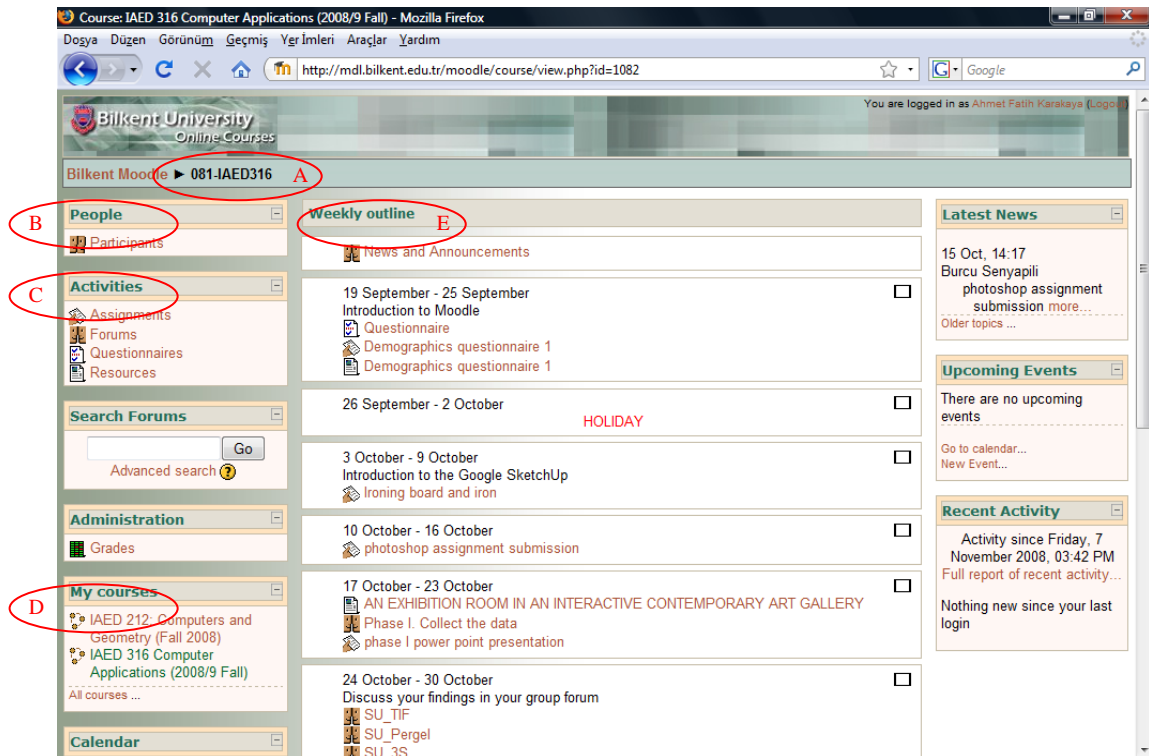 Course: IAED 316 Computer Applications (2008/9 Fall) - Mozilla Firefox
Dosya Düzen Görünüm Geçmiş Yer İmleri Araçlar Yardım
http://mdl.bilkent.edu.tr/moodle/course/view.php?id=1082
Google
Bilkent University
Online Courses
You are logged in as Ahmet Fatih Karakaya (Logout)
Bilkent Moodle ► 081-IAED316 A
B
People
Participants
C
Activities
Assignments
Forums
Questionnaires
Resources
Search Forums
Go
Advanced search ?
Administration
Grades
D
My courses
IAED 212: Computers and
Geometry (Fall 2008)
IAED 316 Computer
Applications (2008/9 Fall)
All courses ...
Calendar
Weekly outline E
News and Announcements
19 September - 25 September
Introduction to Moodle
Questionnaire
Demographics questionnaire 1
Demographics questionnaire 1
26 September - 2 October
HOLIDAY
3 October - 9 October
Introduction to the Google SketchUp
Ironing board and iron
10 October - 16 October
photoshop assignment submission
17 October - 23 October
AN EXHIBITION ROOM IN AN INTERACTIVE CONTEMPORARY ART GALLERY
Phase I. Collect the data
phase I power point presentation
24 October - 30 October
Discuss your findings in your group forum
SU_TIF
SU_Pergel
SU_3S
Latest News
15 Oct, 14:17
Burcu Senyapili
photoshop assignment
submission more...
Older topics ...
Upcoming Events
There are no upcoming
events
Go to calendar...
New Event...
Recent Activity
Activity since Friday, 7
November 2008, 03:42 PM
Full report of recent activity...
Nothing new since your last
login